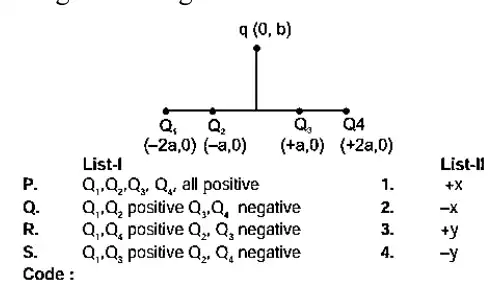 q (0, b)
Q₁ Q₂ Q₃ Q4
(–2a,0) (–a,0) (+a,0) (+2a,0)
List-I List-II
P. Q₁,Q₂,Q₃, Q₄, all positive 1. +x
Q. Q₁,Q₂ positive Q₃,Q₄ negative 2. –x
R. Q₁,Q₄ positive Q₂, Q₃ negative 3. +y
S. Q₁,Q₃ positive Q₂, Q₄ negative 4. –y
Code :